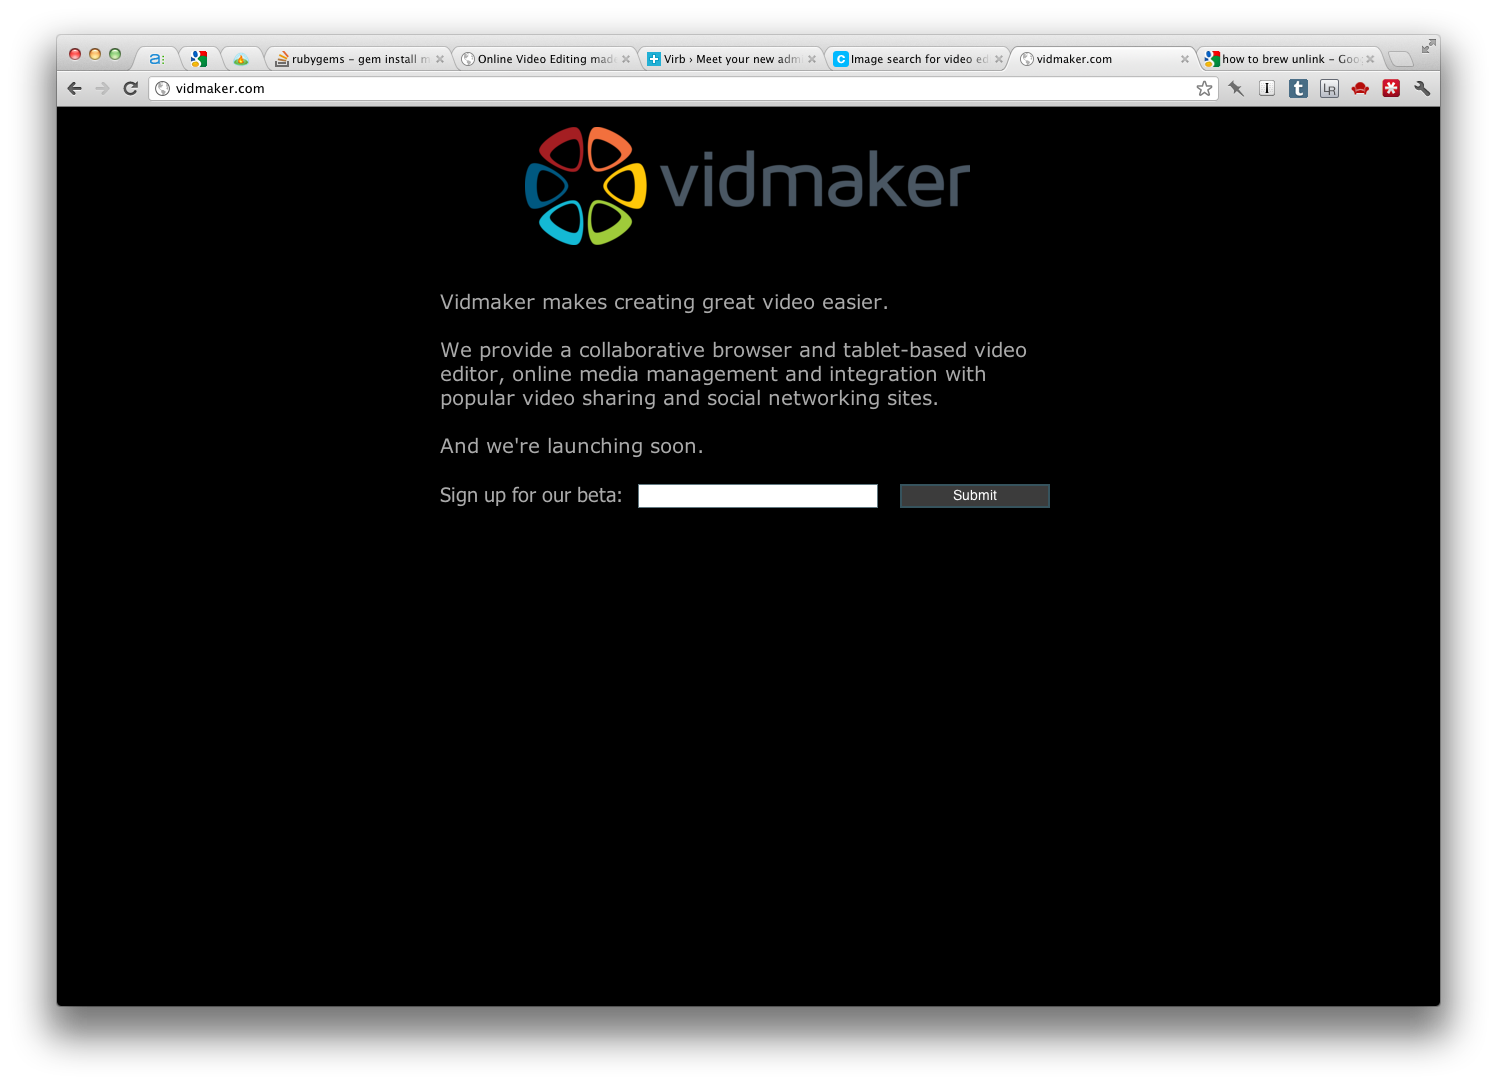 a:
rubygems – gem install m
Online Video Editing mad
Virb › Meet your new adm
Image search for video ed
vidmaker.com
how to brew unlink – Goo
vidmaker.com
I
t
LR
vidmaker
Vidmaker makes creating great video easier.
We provide a collaborative browser and tablet-based video
editor, online media management and integration with
popular video sharing and social networking sites.
And we're launching soon.
Sign up for our beta:
Submit